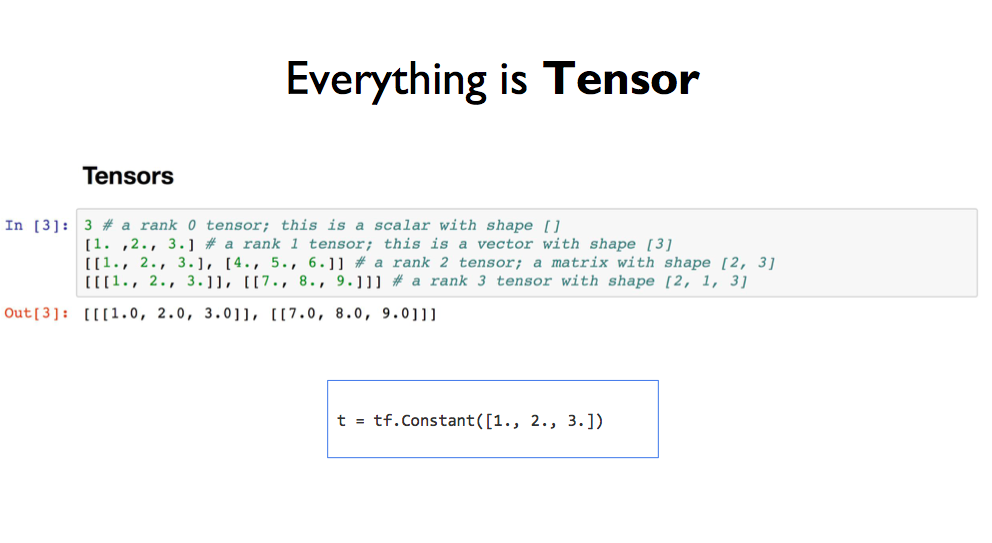 Everything is Tensor
Tensors
In [3]: 3 # a rank 0 tensor; this is a scalar with shape []
[1. ,2., 3.] # a rank 1 tensor; this is a vector with shape [3]
[[1., 2., 3.], [4., 5., 6.]] # a rank 2 tensor; a matrix with shape [2, 3]
[[[1., 2., 3.]], [[7., 8., 9.]]] # a rank 3 tensor with shape [2, 1, 3]
Out[3]: [[[1.0, 2.0, 3.0]], [[7.0, 8.0, 9.0]]]
t = tf.Constant([1., 2., 3.])